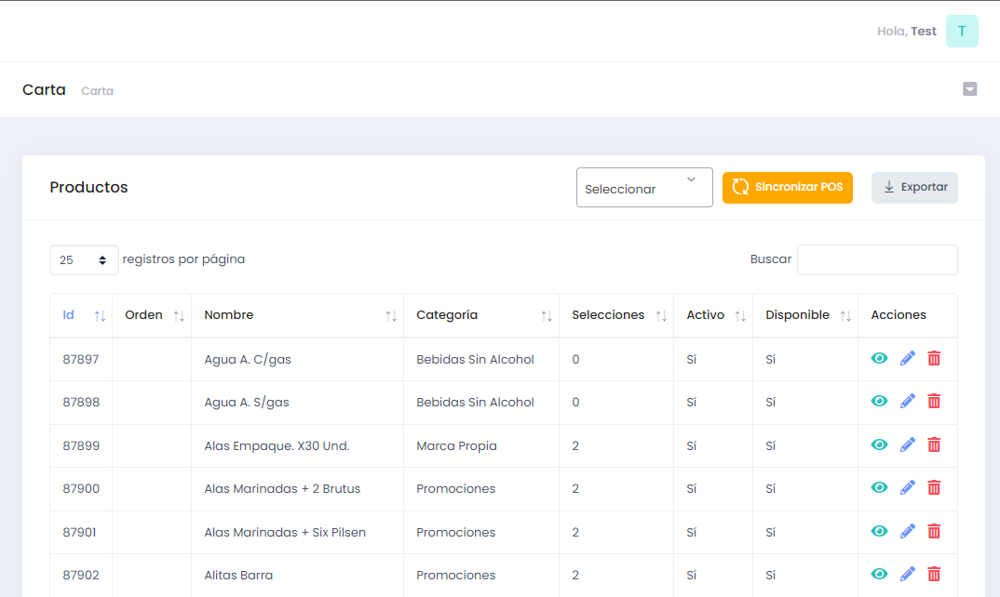 Hola, Test T
Carta Carta
Productos Seleccionar Sincronizar POS Exportar
25 registros por página Buscar
Id Orden Nombre Categoría Selecciones Activo Disponible Acciones
87897 Agua A. C/gas Bebidas Sin Alcohol 0 Sí Sí
87898 Agua A. S/gas Bebidas Sin Alcohol 0 Sí Sí
87899 Alas Empaque. X30 Und. Marca Propia 2 Sí Sí
87900 Alas Marinadas + 2 Brutus Promociones 2 Sí Sí
87901 Alas Marinadas + Six Pilsen Promociones 2 Sí Sí
87902 Alitas Barra Promociones 2 Sí Sí